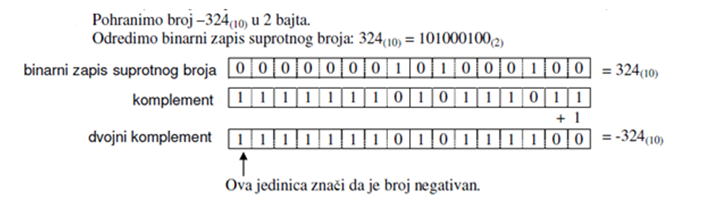 Pohranimo broj –324(10) u 2 bajta.
Odredimo binarni zapis suprotnog broja: 324(10) = 101000100(2)
binarni zapis suprotnog broja 0 0 0 0 0 0 0 1 0 1 0 0 0 1 0 0 = 324(10)
komplement 1 1 1 1 1 1 1 0 1 0 1 1 1 0 1 1
+ 1
dvojni komplement 1 1 1 1 1 1 1 0 1 0 1 1 1 1 0 0 = -324(10)
Ova jedinica znači da je broj negativan.